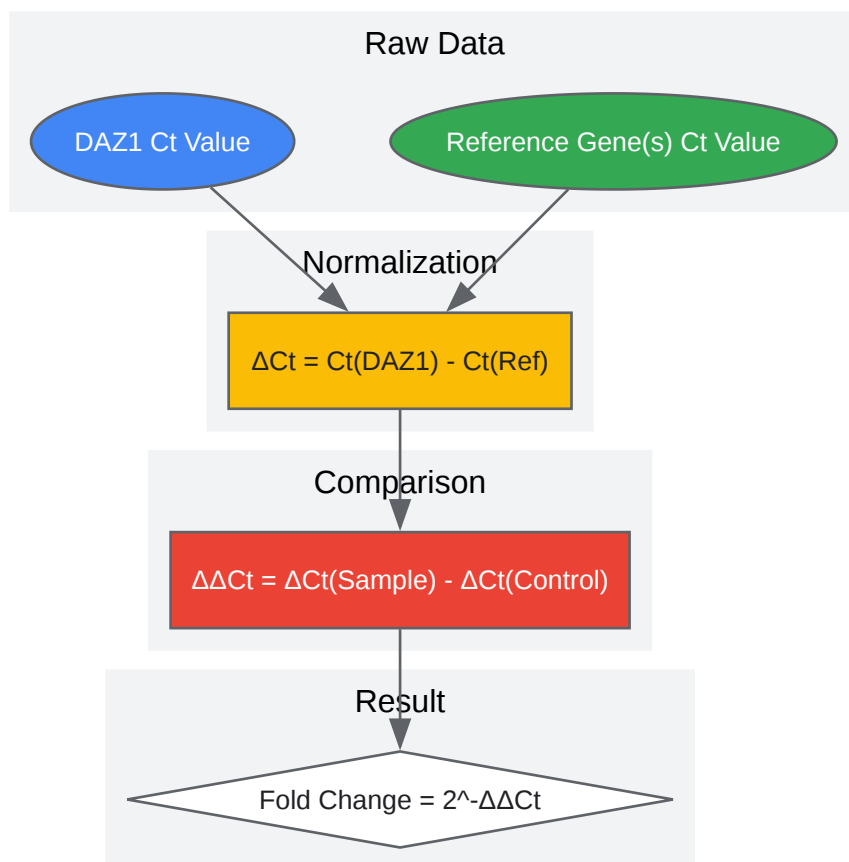 Raw Data
DAZ1 Ct Value
Reference Gene(s) Ct Value
Normalization
ΔCt = Ct(DAZ1) - Ct(Ref)
Comparison
ΔΔCt = ΔCt(Sample) - ΔCt(Control)
Result
Fold Change = 2^-ΔΔCt